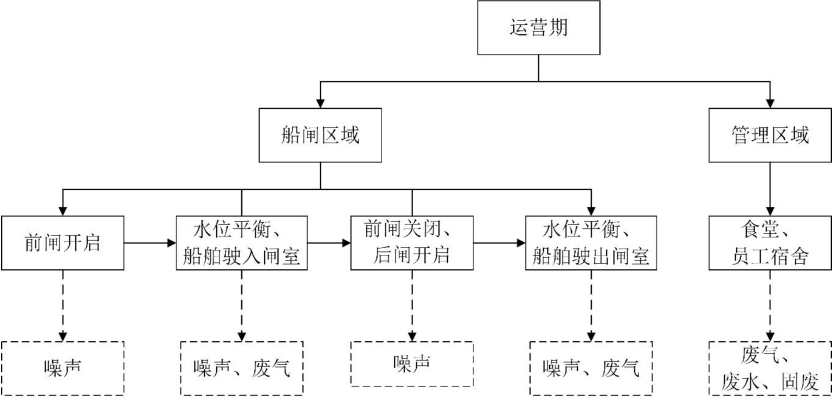 运营期
船闸区域
管理区域
前闸开启
水位平衡、
船舶驶入闸室
前闸关闭、
后闸开启
水位平衡、
船舶驶出闸室
食堂、
员工宿舍
噪声
噪声、废气
噪声
噪声、废气
废气、
废水、固废